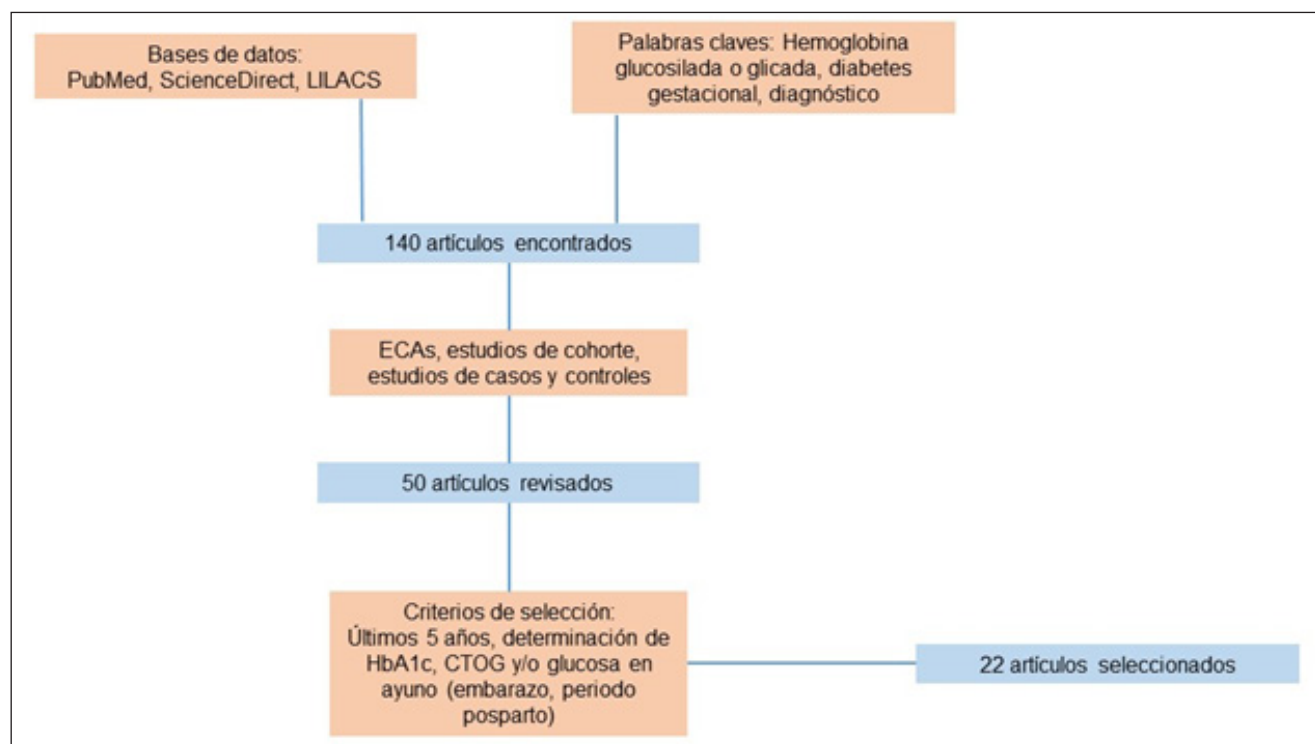 Bases de datos:
PubMed, ScienceDirect, LILACS
Palabras claves: Hemoglobina
glucosilada o glicada, diabetes
gestacional, diagnóstico
140 artículos encontrados
ECAs, estudios de cohorte,
estudios de casos y controles
50 artículos revisados
Criterios de selección:
Últimos 5 años, determinación de
HbA1c, CTOG y/o glucosa en
ayuno (embarazo, periodo
posparto)
22 artículos seleccionados